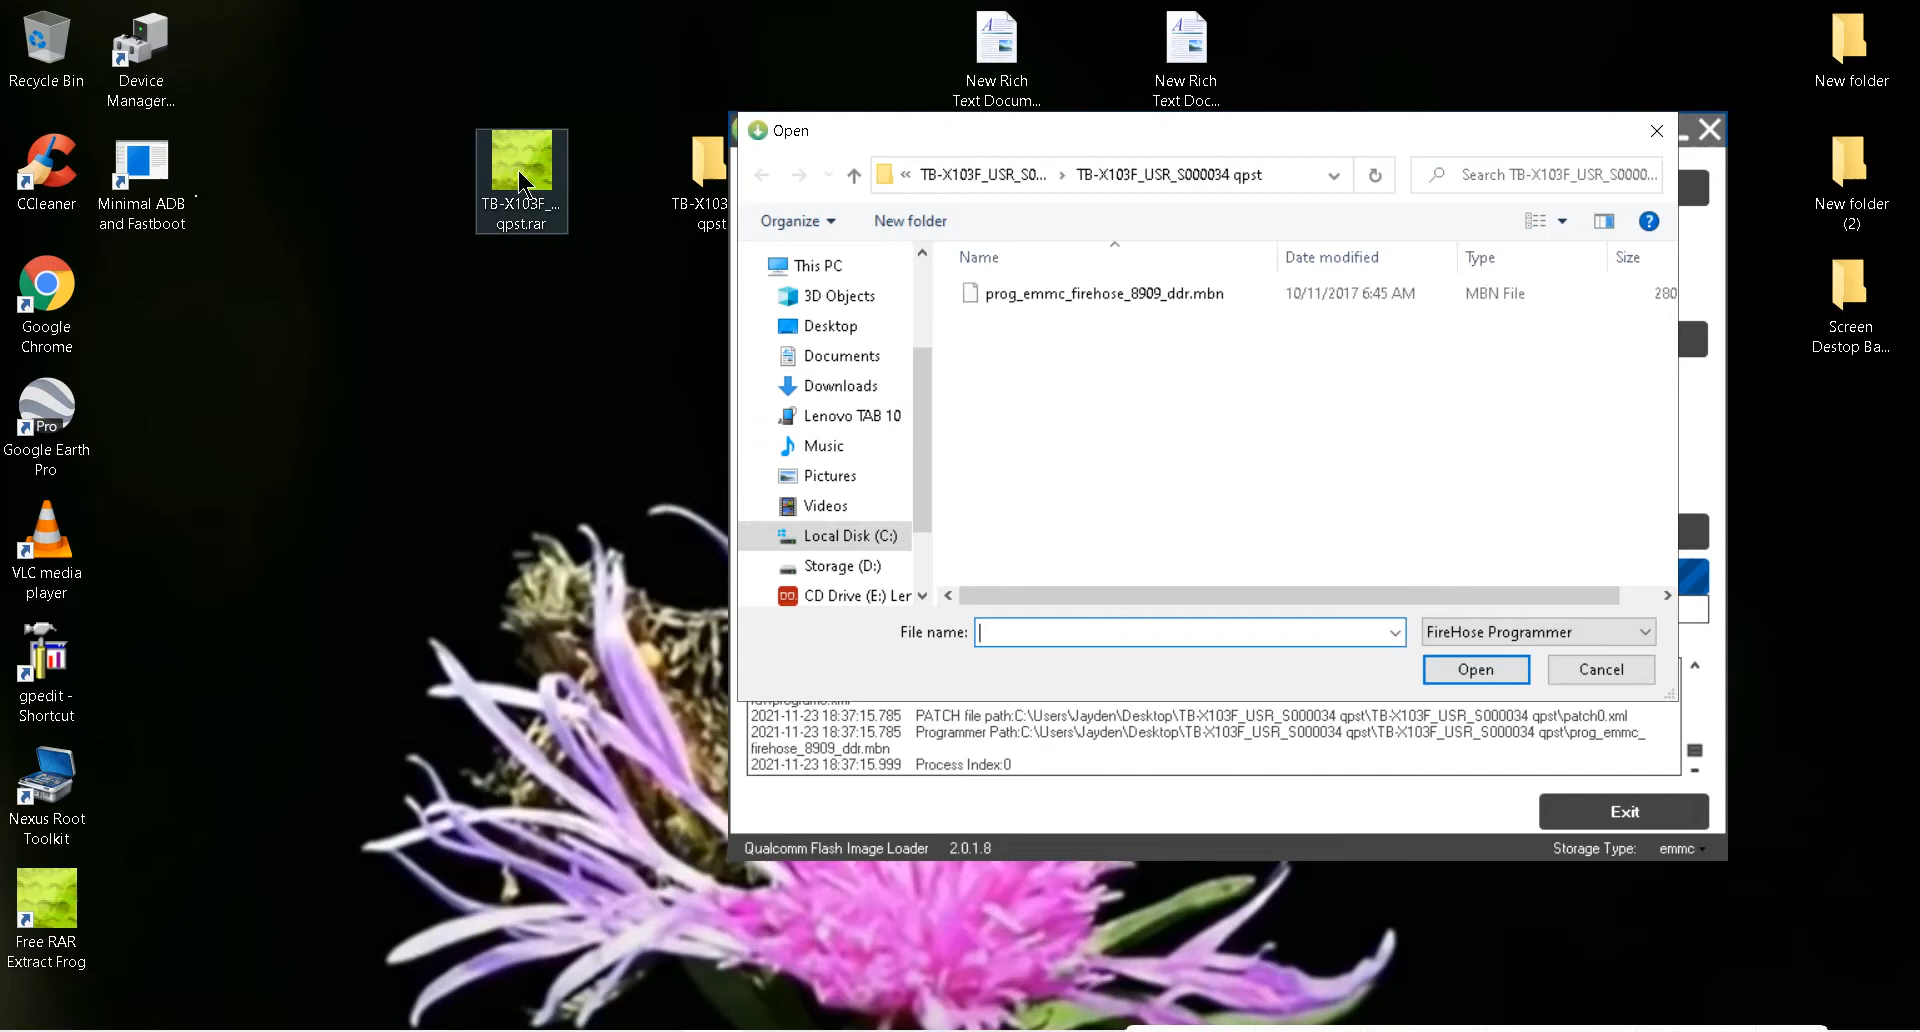 Recycle Bin
Device
Manager...
CCleaner
Minimal ADB
and Fastboot
Google
Chrome
Google Earth
Pro
Pro
VLC media
player
gpedit -
Shortcut
Nexus Root
Toolkit
Free RAR
Extract Frog
TB-X103F_...
qpst.rar
TB-X103
qpst
New Rich
Text Docum...
New Rich
Text Doc...
New folder
New folder
(2)
Screen
Destop Ba...
Open
« TB-X103F_USR_S0... › TB-X103F_USR_S000034 qpst
Search TB-X103F_USR_S0000...
Organize
New folder
Name
Date modified
Type
Size
prog_emmc_firehose_8909_ddr.mbn
10/11/2017 6:45 AM
MBN File
280
This PC
3D Objects
Desktop
Documents
Downloads
Lenovo TAB 10
Music
Pictures
Videos
Local Disk (C:)
Storage (D:)
CD Drive (E:) Ler
File name:
FireHose Programmer
Open
Cancel
2021-11-23 18:37:15.785 PATCH file path:C:\Users\Jayden\Desktop\TB-X103F_USR_S000034 qpst\TB-X103F_USR_S000034 qpst\patch0.xml
2021-11-23 18:37:15.785 Programmer Path:C:\Users\Jayden\Desktop\TB-X103F_USR_S000034 qpst\TB-X103F_USR_S000034 qpst\prog_emmc_
firehose_8909_ddr.mbn
2021-11-23 18:37:15.999 Process Index:0
Exit
Qualcomm Flash Image Loader 2.0.1.8
Storage Type: emmc